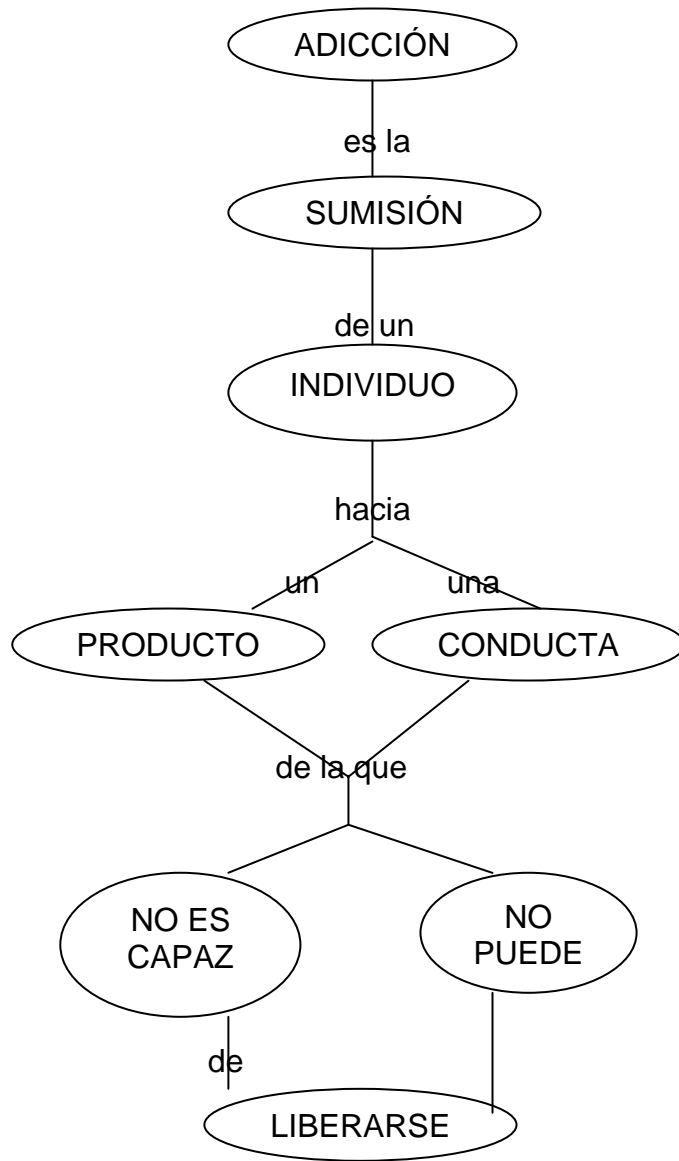 ADICCIÓN
es la
SUMISIÓN
de un
INDIVIDUO
hacia
un
una
PRODUCTO
CONDUCTA
de la que
NO ES
CAPAZ
NO
PUEDE
de
LIBERARSE